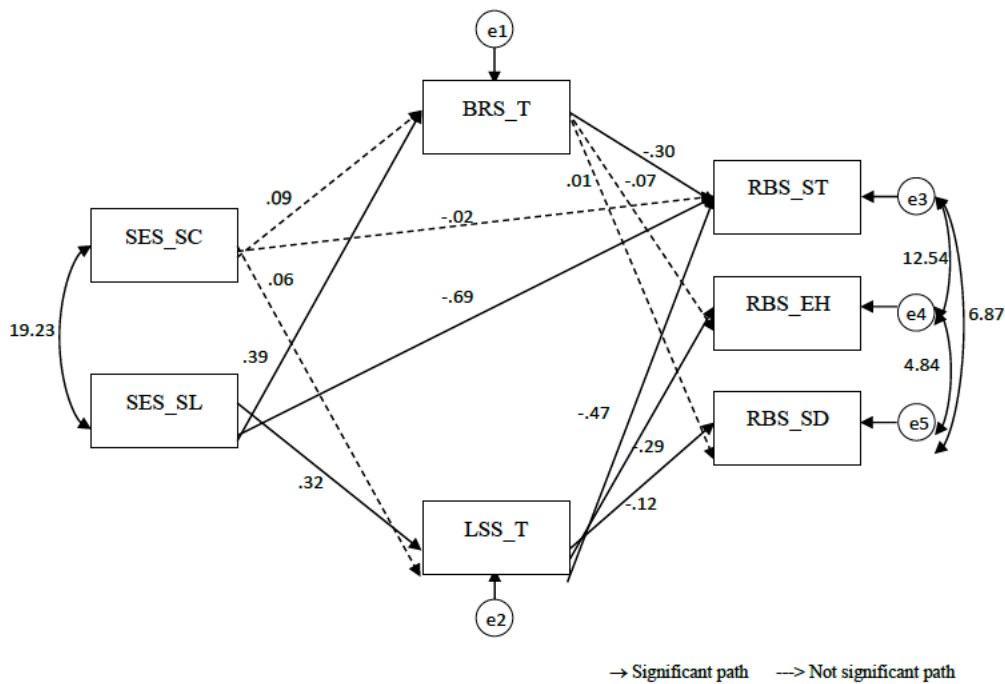 e1
BRS_T
-.30
.01
-.07
RBS_ST
e3
.09
-.02
SES_SC
12.54
.06
-.69
RBS_EH
e4
6.87
19.23
.39
4.84
SES_SL
-.47
RBS_SD
e5
-.29
.32
-.12
LSS_T
e2
→ Significant path ---> Not significant path